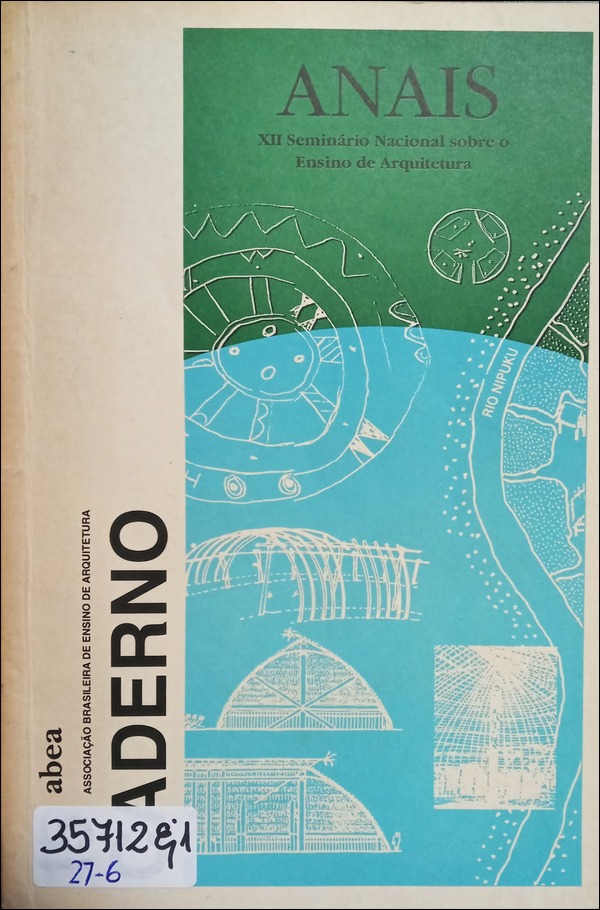 ANAIS
XII Seminário Nacional sobre o
Ensino de Arquitetura
RIO NIPUKU
abea
ASSOCIAÇÃO BRASILEIRA DE ENSINO DE ARQUITETURA
ADERNO
35712 ej1
27-6